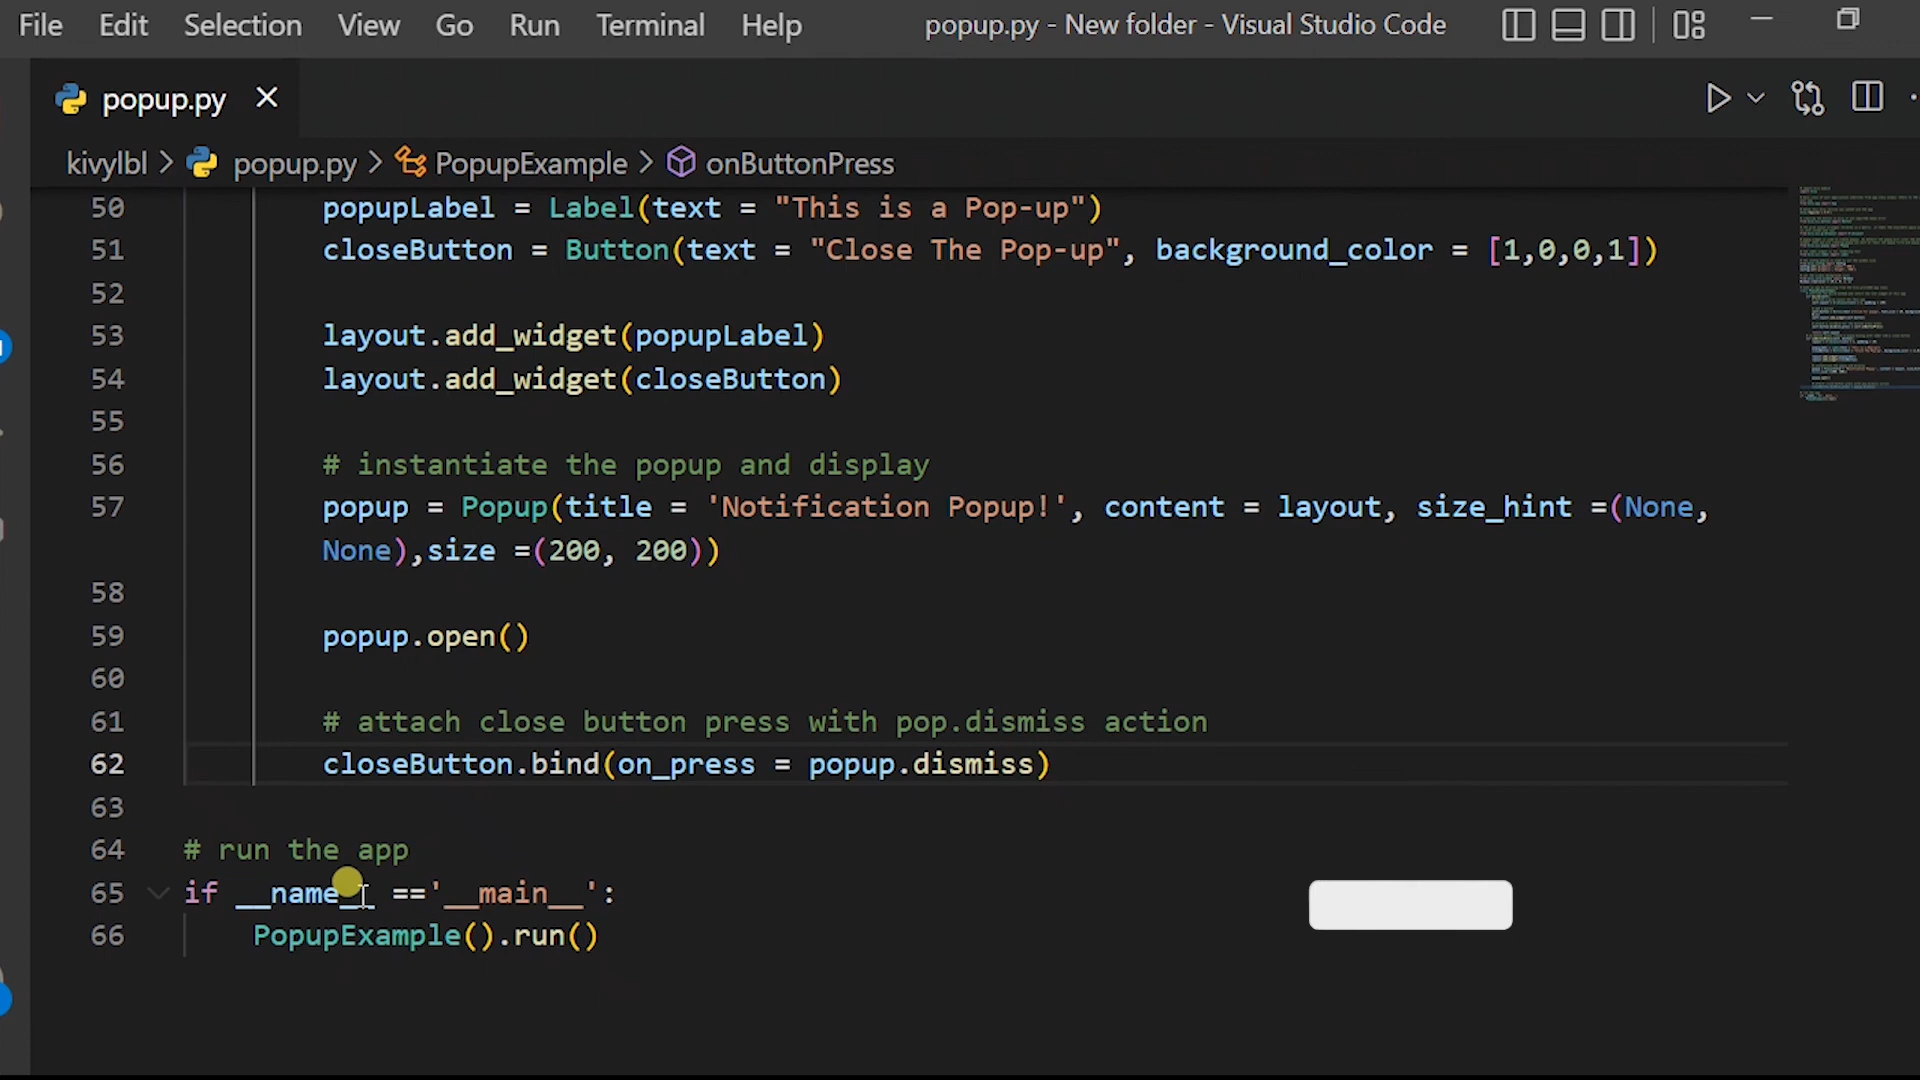 File Edit Selection View Go Run Terminal Help popup.py - New folder - Visual Studio Code
popup.py
kivylbl > popup.py > PopupExample > onButtonPress
50 popupLabel = Label(text = "This is a Pop-up")
51 closeButton = Button(text = "Close The Pop-up", background_color = [1,0,0,1])
52
53 layout.add_widget(popupLabel)
54 layout.add_widget(closeButton)
55
56 # instantiate the popup and display
57 popup = Popup(title = 'Notification Popup!', content = layout, size_hint =(None,
None),size =(200, 200))
58
59 popup.open()
60
61 # attach close button press with pop.dismiss action
62 closeButton.bind(on_press = popup.dismiss)
63
64 # run the app
65 if __name__ =='__main__':
66 PopupExample().run()